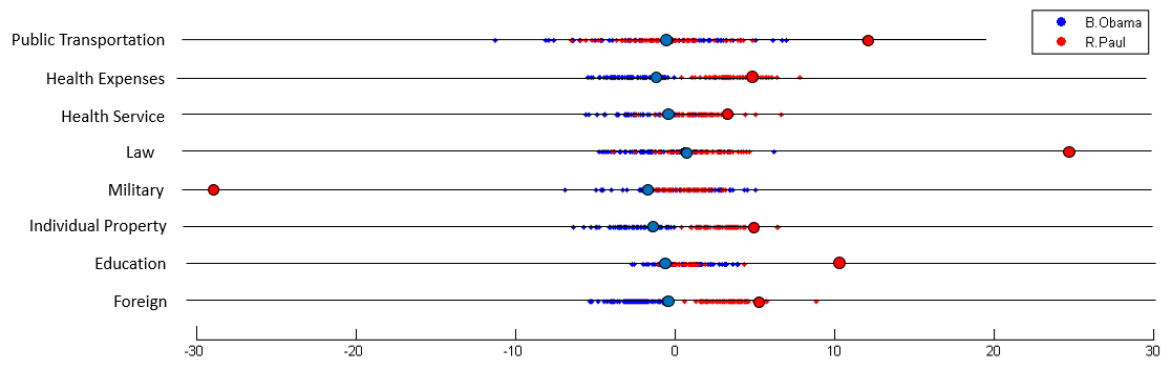 B.Obama
R.Paul
Public Transportation
Health Expenses
Health Service
Law
Military
Individual Property
Education
Foreign
-30 -20 -10 0 10 20 30